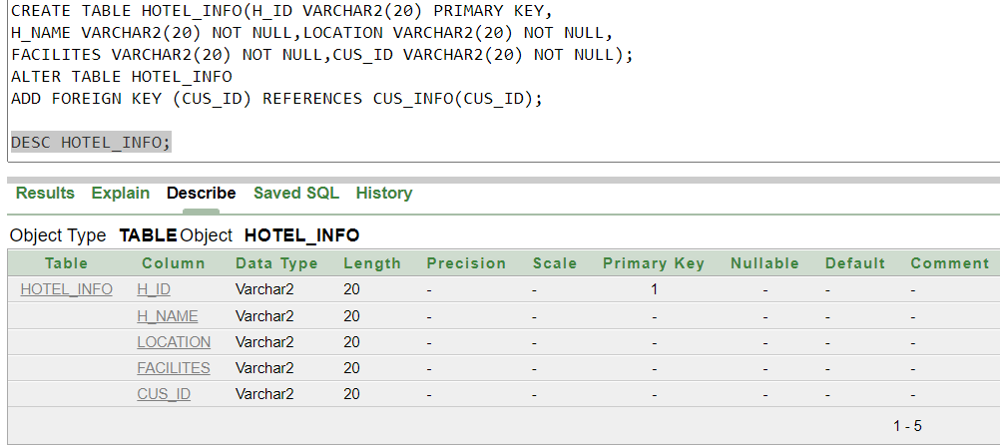 CREATE TABLE HOTEL_INFO(H_ID VARCHAR2(20) PRIMARY KEY,
H_NAME VARCHAR2(20) NOT NULL,LOCATION VARCHAR2(20) NOT NULL,
FACILITES VARCHAR2(20) NOT NULL,CUS_ID VARCHAR2(20) NOT NULL);
ALTER TABLE HOTEL_INFO
ADD FOREIGN KEY (CUS_ID) REFERENCES CUS_INFO(CUS_ID);
DESC HOTEL_INFO;
Results Explain Describe Saved SQL History
Object Type TABLE Object HOTEL_INFO
Table Column Data Type Length Precision Scale Primary Key Nullable Default Comment
HOTEL_INFO H_ID Varchar2 20 - - 1 - - -
H_NAME Varchar2 20 - - - - - -
LOCATION Varchar2 20 - - - - - -
FACILITES Varchar2 20 - - - - - -
CUS_ID Varchar2 20 - - - - - -
1 - 5